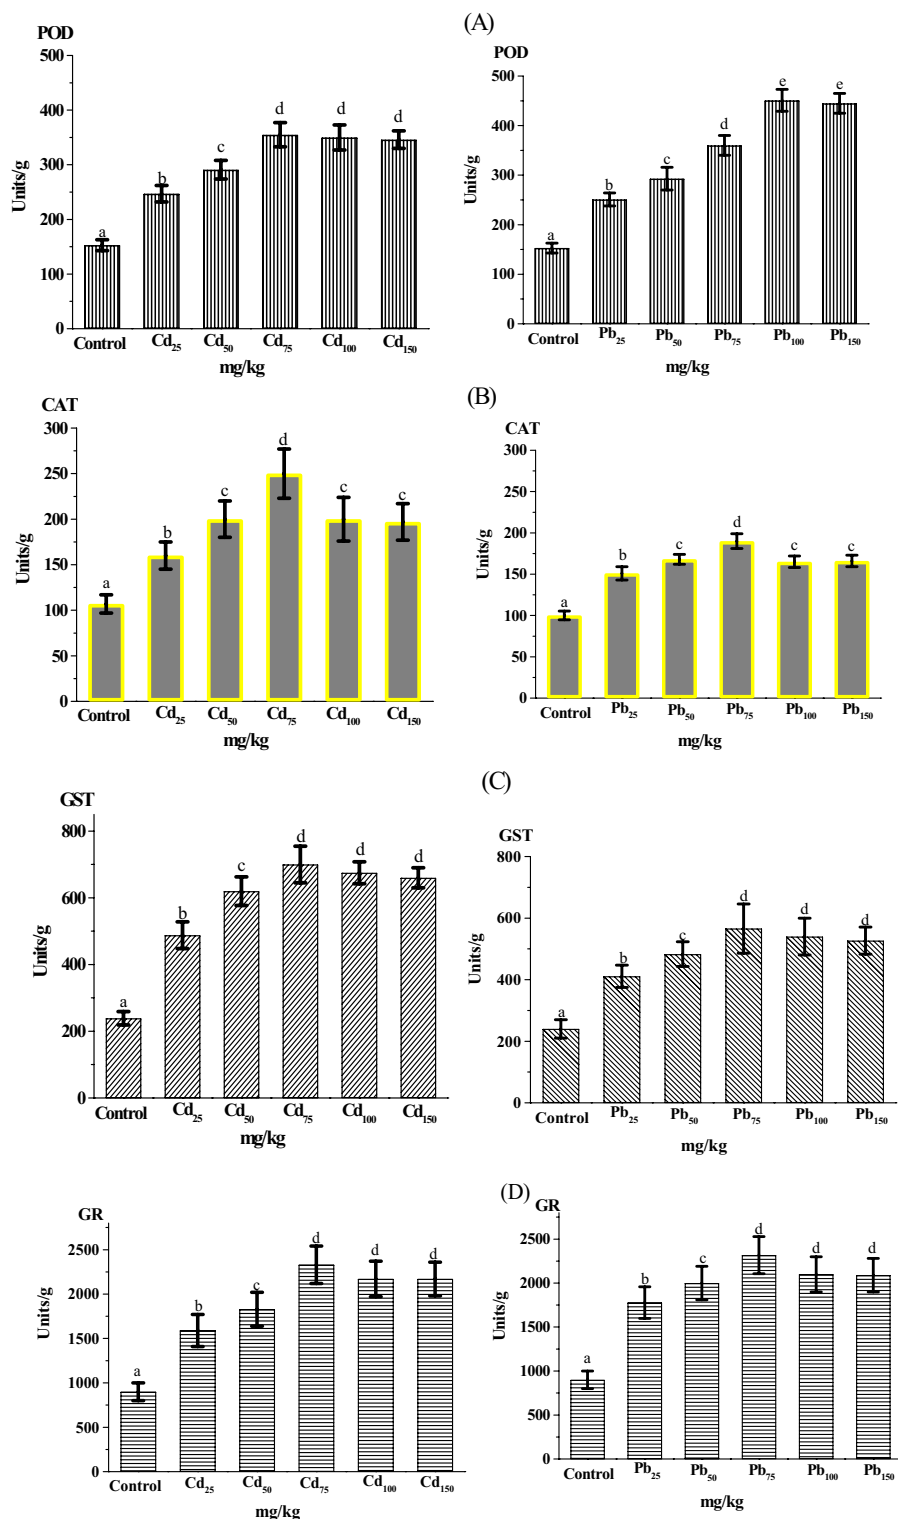 (A)
POD
500
400
300
200
100
0
Units/g
a
b
c
d
d
d
Control
Cd25
Cd50
Cd75
Cd100
Cd150
mg/kg
POD
500
400
300
200
100
0
Units/g
a
b
c
d
e
e
Control
Pb25
Pb50
Pb75
Pb100
Pb150
mg/kg
(B)
CAT
300
250
200
150
100
50
0
Units/g
a
b
c
d
c
c
Control
Cd25
Cd50
Cd75
Cd100
Cd150
mg/kg
CAT
300
250
200
150
100
50
0
Units/g
a
b
c
d
c
c
Control
Pb25
Pb50
Pb75
Pb100
Pb150
mg/kg
(C)
GST
800
600
400
200
0
Units/g
a
b
c
d
d
d
Control
Cd25
Cd50
Cd75
Cd100
Cd150
mg/kg
GST
800
600
400
200
0
Units/g
a
b
c
d
d
d
Control
Pb25
Pb50
Pb75
Pb100
Pb150
mg/kg
(D)
GR
2500
2000
1500
1000
500
0
Units/g
a
b
c
d
d
d
Control
Cd25
Cd50
Cd75
Cd100
Cd150
mg/kg
GR
2500
2000
1500
1000
500
0
Units/g
a
b
c
d
d
d
Control
Pb25
Pb50
Pb75
Pb100
Pb150
mg/kg